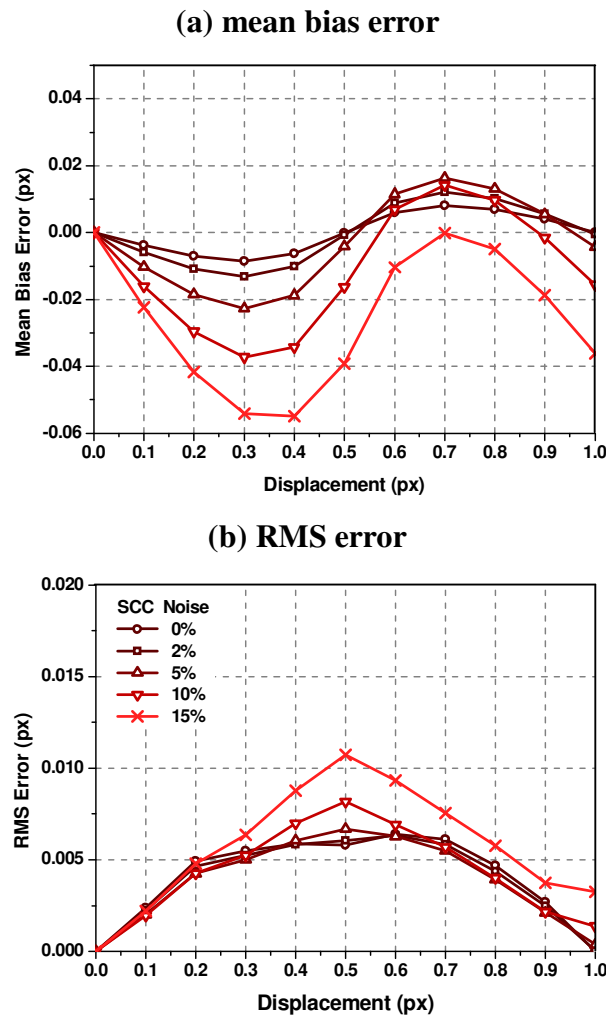 (a) mean bias error
0.04
0.02
0.00
-0.02
-0.04
-0.06
Mean Bias Error (px)
0.0 0.1 0.2 0.3 0.4 0.5 0.6 0.7 0.8 0.9 1.0
Displacement (px)
(b) RMS error
0.020
0.015
0.010
0.005
0.000
RMS Error (px)
SCC Noise
0%
2%
5%
10%
15%
0.0 0.1 0.2 0.3 0.4 0.5 0.6 0.7 0.8 0.9 1.0
Displacement (px)